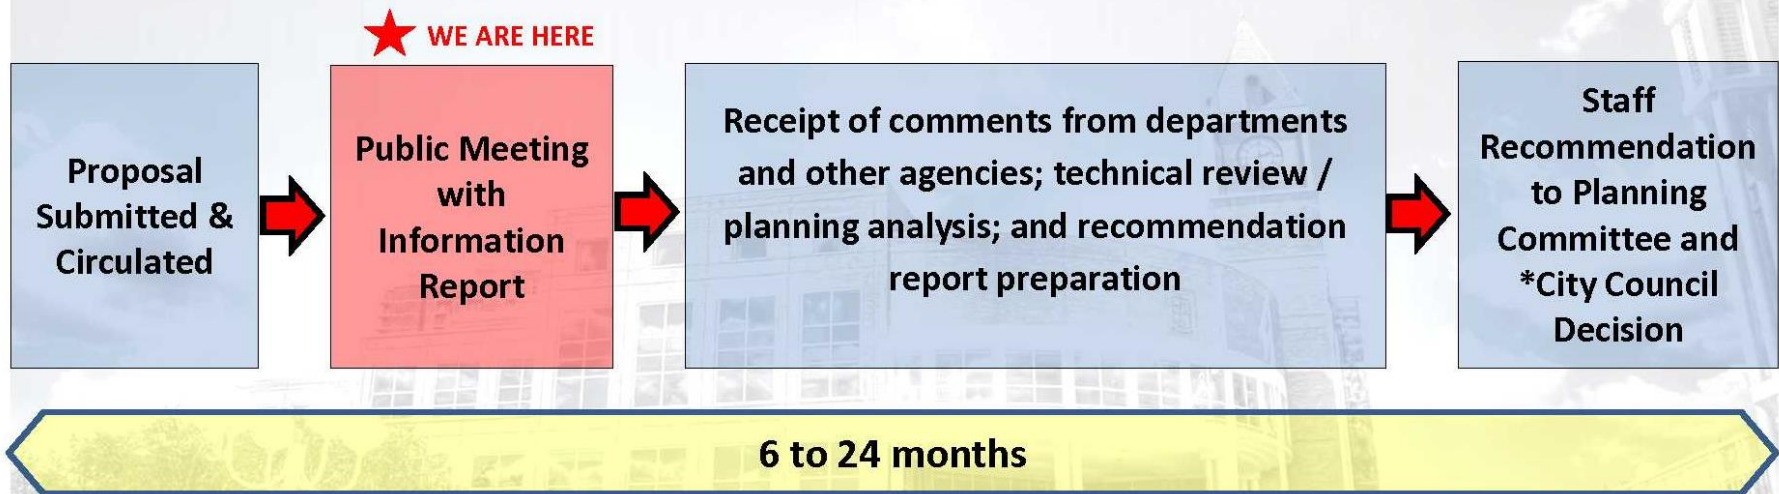 WE ARE HERE
Proposal
Submitted &
Circulated
Public Meeting
with
Information
Report
Receipt of comments from departments
and other agencies; technical review /
planning analysis; and recommendation
report preparation
Staff
Recommendation
to Planning
Committee and
*City Council
Decision
6 to 24 months